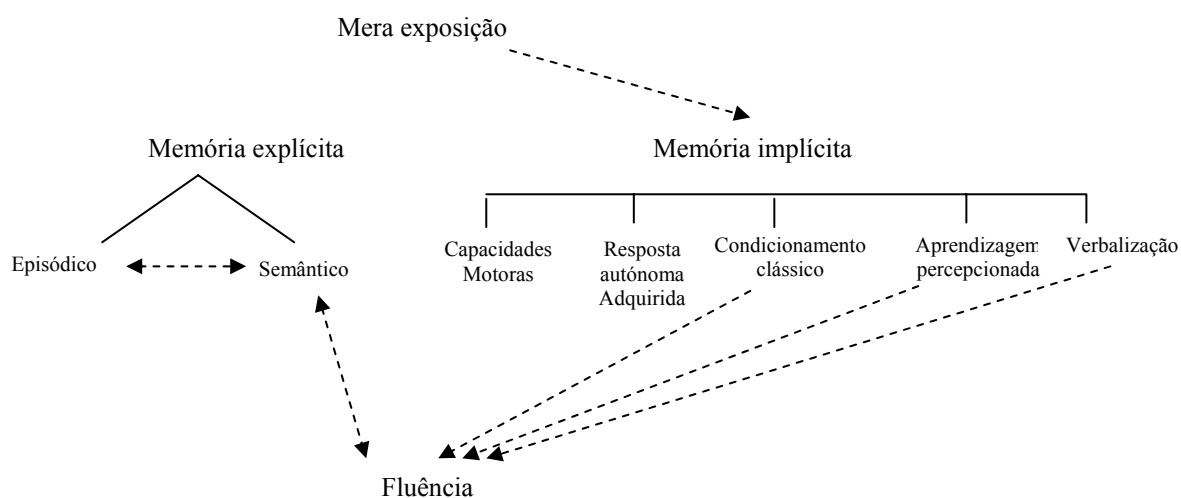 Mera exposição
Memória explícita
Memória implícita
Episódico
Semântico
Capacidades
Motoras
Resposta
autónoma
Adquirida
Condicionamento
clássico
Aprendizagem
percepcionada
Verbalização
Fluência